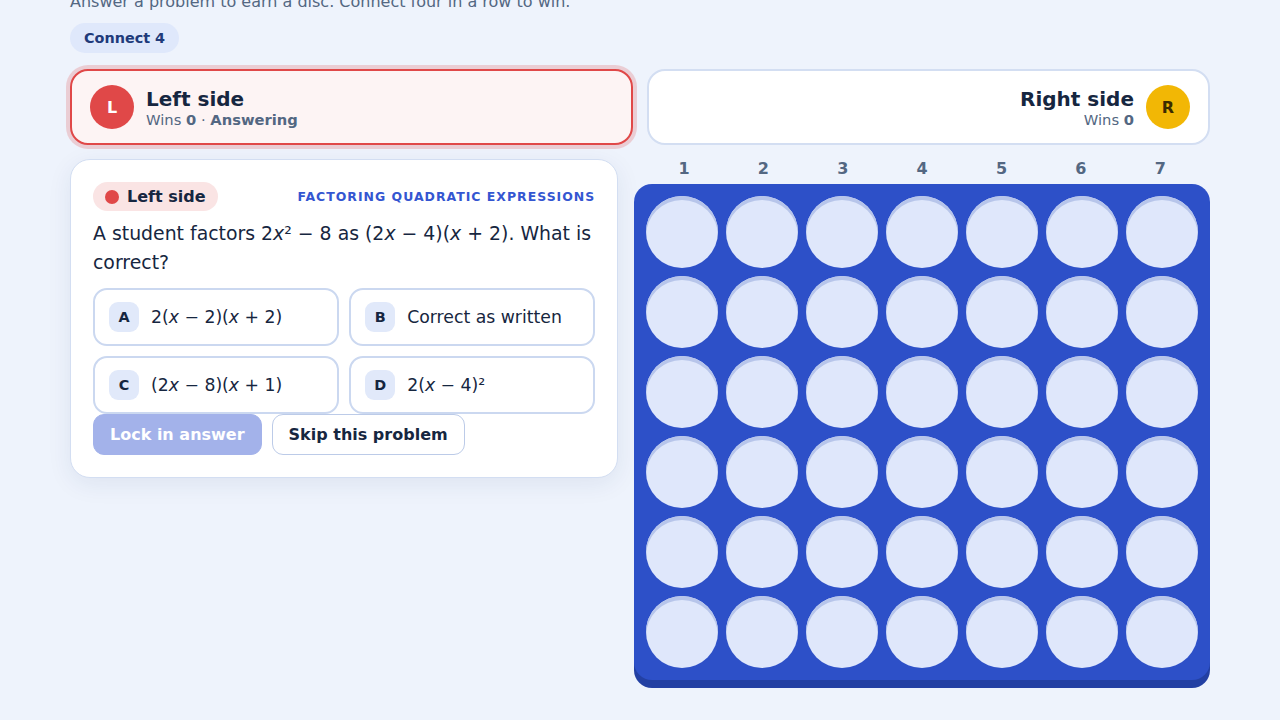 Answer a problem to earn a disc. Connect four in a row to win.
Connect 4
L
Left side
Wins 0 · Answering
Right side
Wins 0
R
Left side
FACTORING QUADRATIC EXPRESSIONS
A student factors 2x² − 8 as (2x − 4)(x + 2). What is
correct?
A 2(x − 2)(x + 2)
B Correct as written
C (2x − 8)(x + 1)
D 2(x − 4)²
Lock in answer
Skip this problem
1 2 3 4 5 6 7